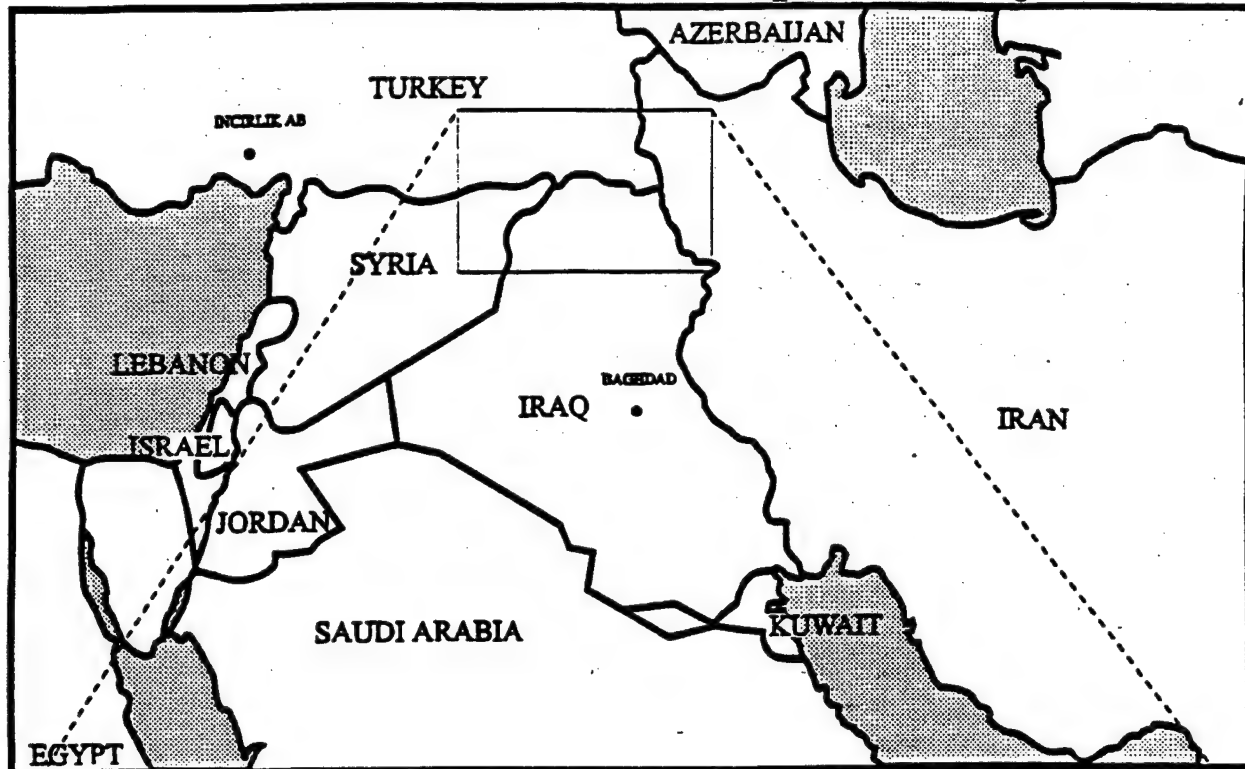 AZERBAIJAN
TURKEY
INCIRLIK AB
SYRIA
LEBANON
BAGHDAD
IRAQ
IRAN
ISRAEL
JORDAN
SAUDI ARABIA
KUWAIT
EGYPT